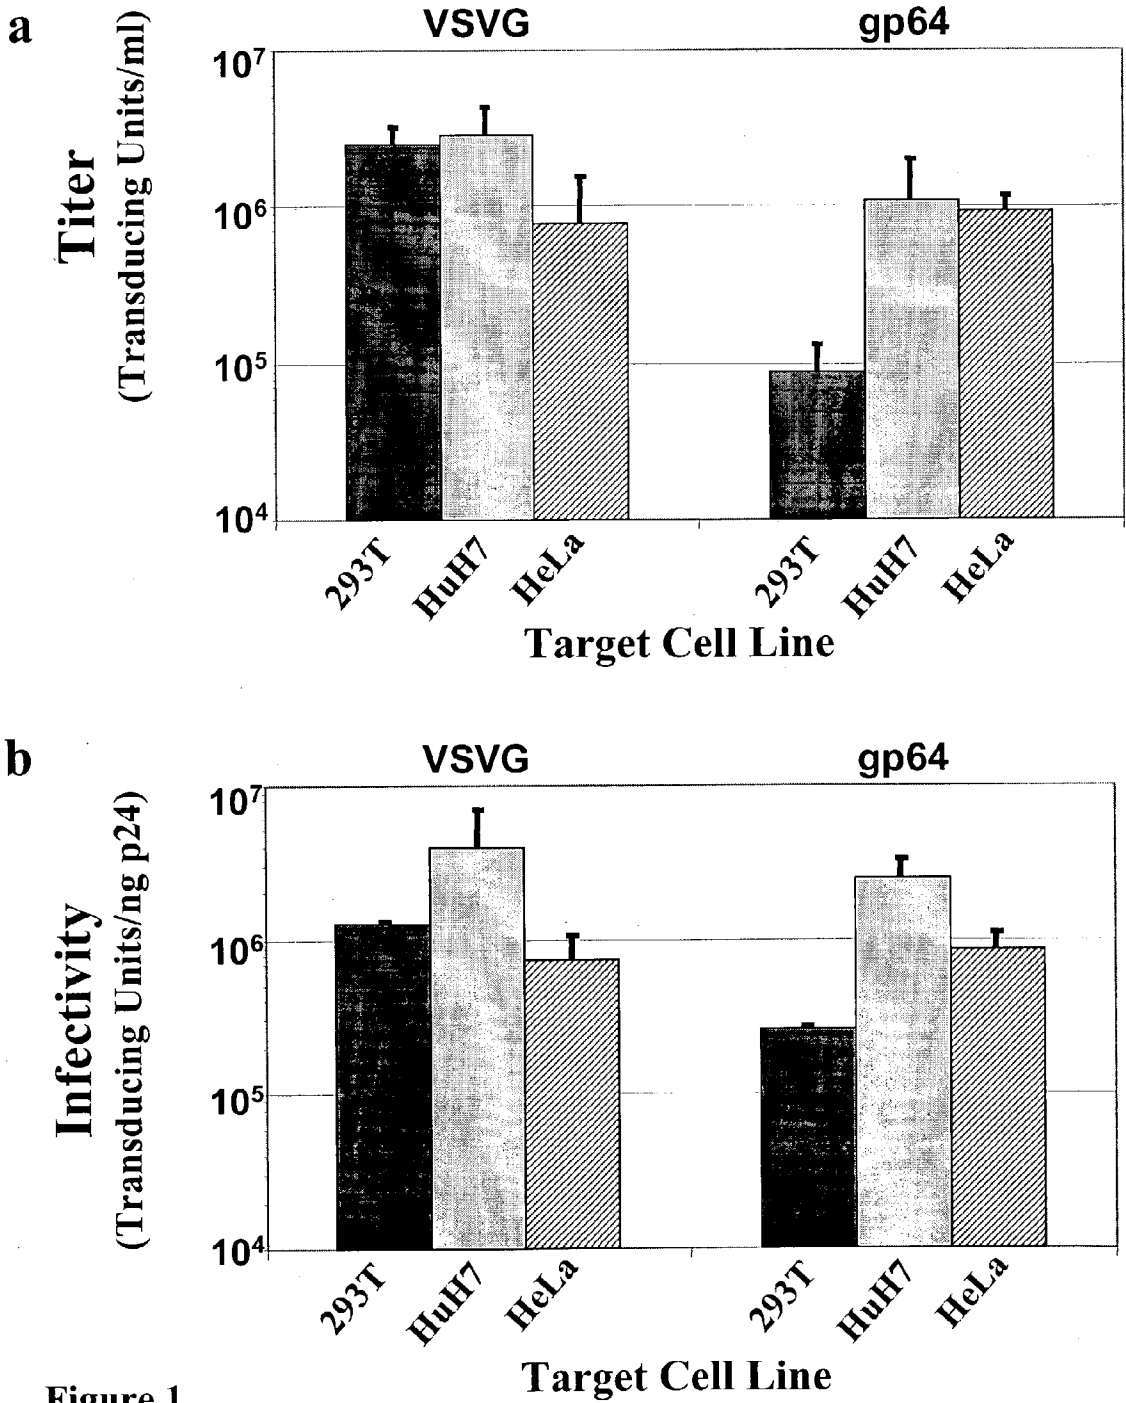 a
VSVG gp64
Titer
(Transducing Units/ml)
10⁷
10⁶
10⁵
10⁴
293T HuH7 HeLa 293T HuH7 HeLa
Target Cell Line
b
VSVG gp64
Infectivity
(Transducing Units/ng p24)
10⁷
10⁶
10⁵
10⁴
293T HuH7 HeLa 293T HuH7 HeLa
Target Cell Line
Figure 1